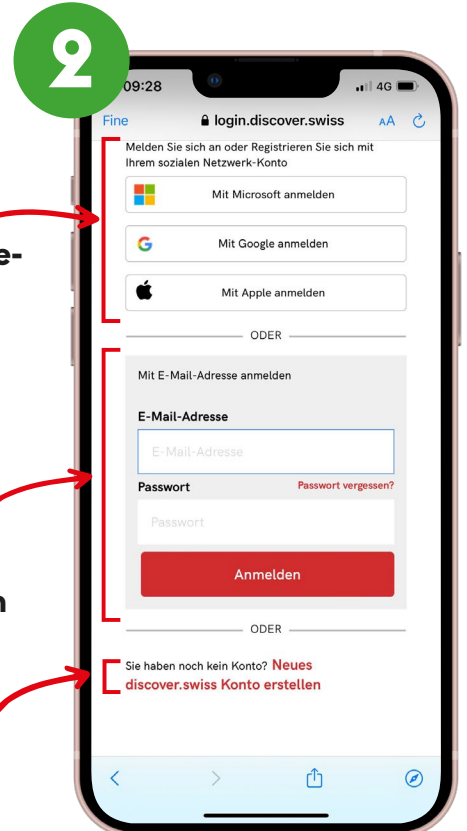 2
09:28
4G
Fine
login.discover.swiss
AA
Melden Sie sich an oder Registrieren Sie sich mit
Ihrem sozialen Netzwerk-Konto
Mit Microsoft anmelden
Mit Google anmelden
Mit Apple anmelden
e-
ODER
Mit E-Mail-Adresse anmelden
E-Mail-Adresse
E-Mail-Adresse
Passwort
Passwort vergessen?
Passwort
Anmelden
n
ODER
Sie haben noch kein Konto? Neues
discover.swiss Konto erstellen